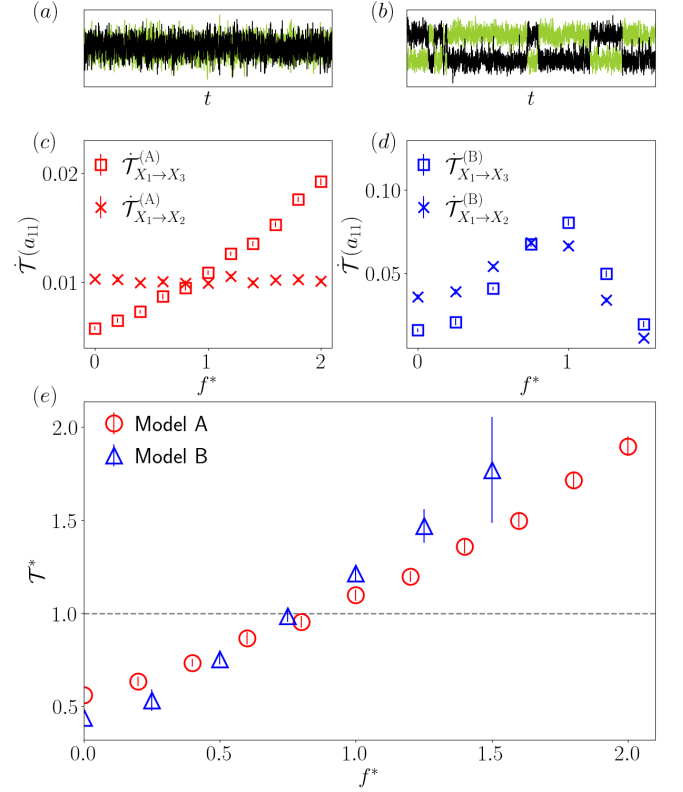 (a)
(b)
t
t
(c)
(d)
𝒯̇^{(A)}_{X₁→X₃}
𝒯̇^{(A)}_{X₁→X₂}
0.02
0.01
𝒯̇(a₁₁)
0
1
2
f*
𝒯̇^{(B)}_{X₁→X₃}
𝒯̇^{(B)}_{X₁→X₂}
0.10
0.05
𝒯̇(a₁₁)
0
1
f*
(e)
Model A
Model B
2.0
1.5
1.0
0.5
𝒯*
0.0
0.5
1.0
1.5
2.0
f*